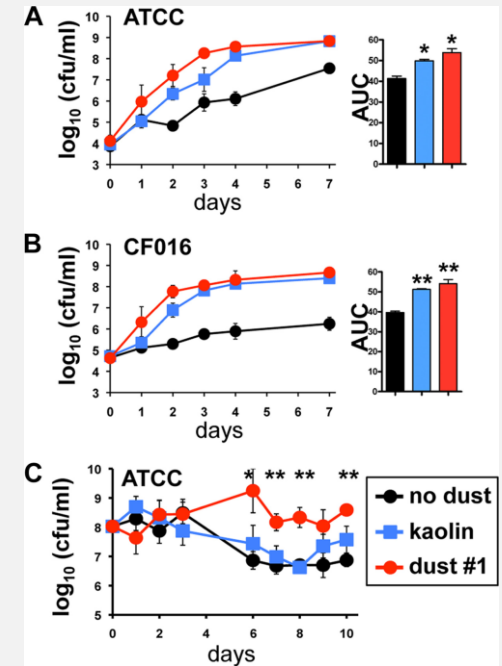 A
ATCC
log10 (cfu/ml)
10
9
8
7
6
5
4
3
0 1 2 3 4 5 6 7
days
AUC
60
50
40
30
20
10
0
*
*
B
CF016
log10 (cfu/ml)
10
9
8
7
6
5
4
3
0 1 2 3 4 5 6 7
days
AUC
60
50
40
30
20
10
0
**
**
C
ATCC
log10 (cfu/ml)
10
9
8
7
6
5
* ** ** **
0 2 4 6 8 10
days
no dust
kaolin
dust #1